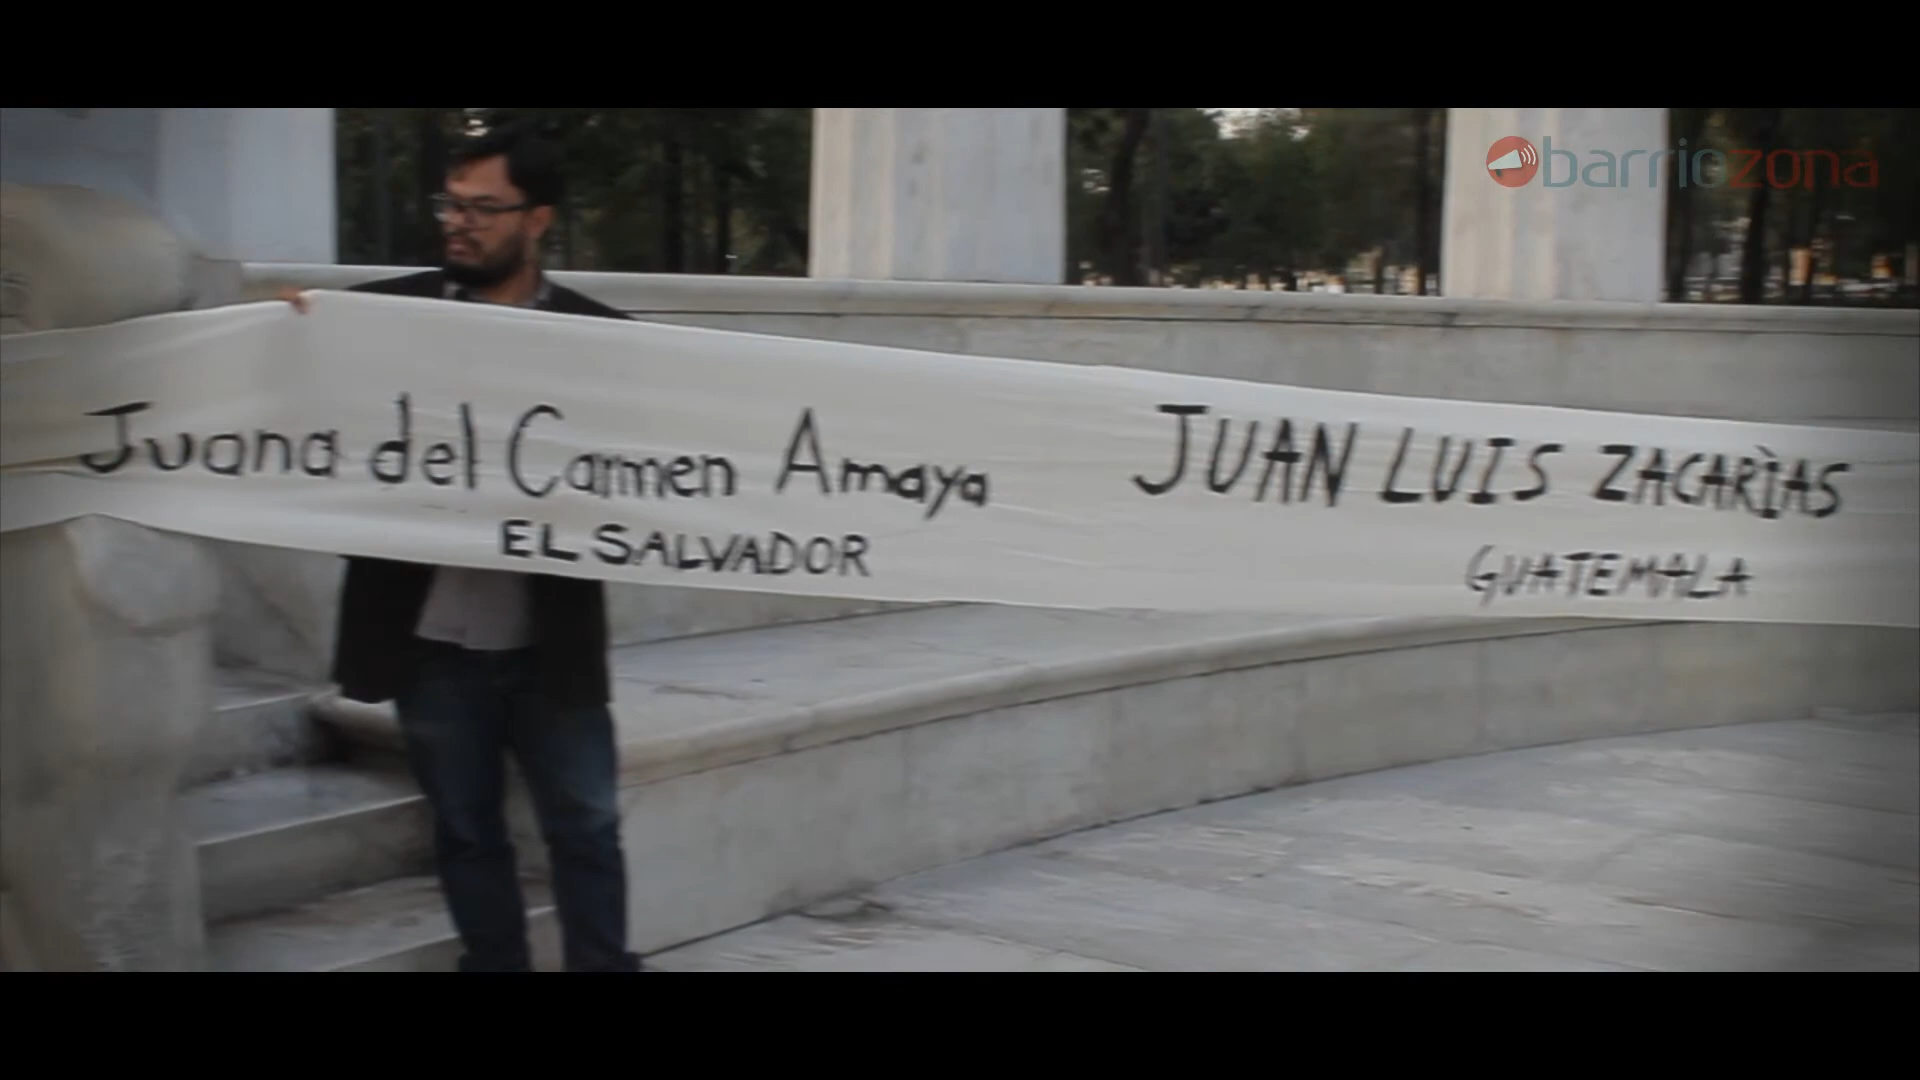 barriozona
Juana del Carmen Amaya
EL SALVADOR
JUAN LUIS ZACARÌAS
GUATEMALA